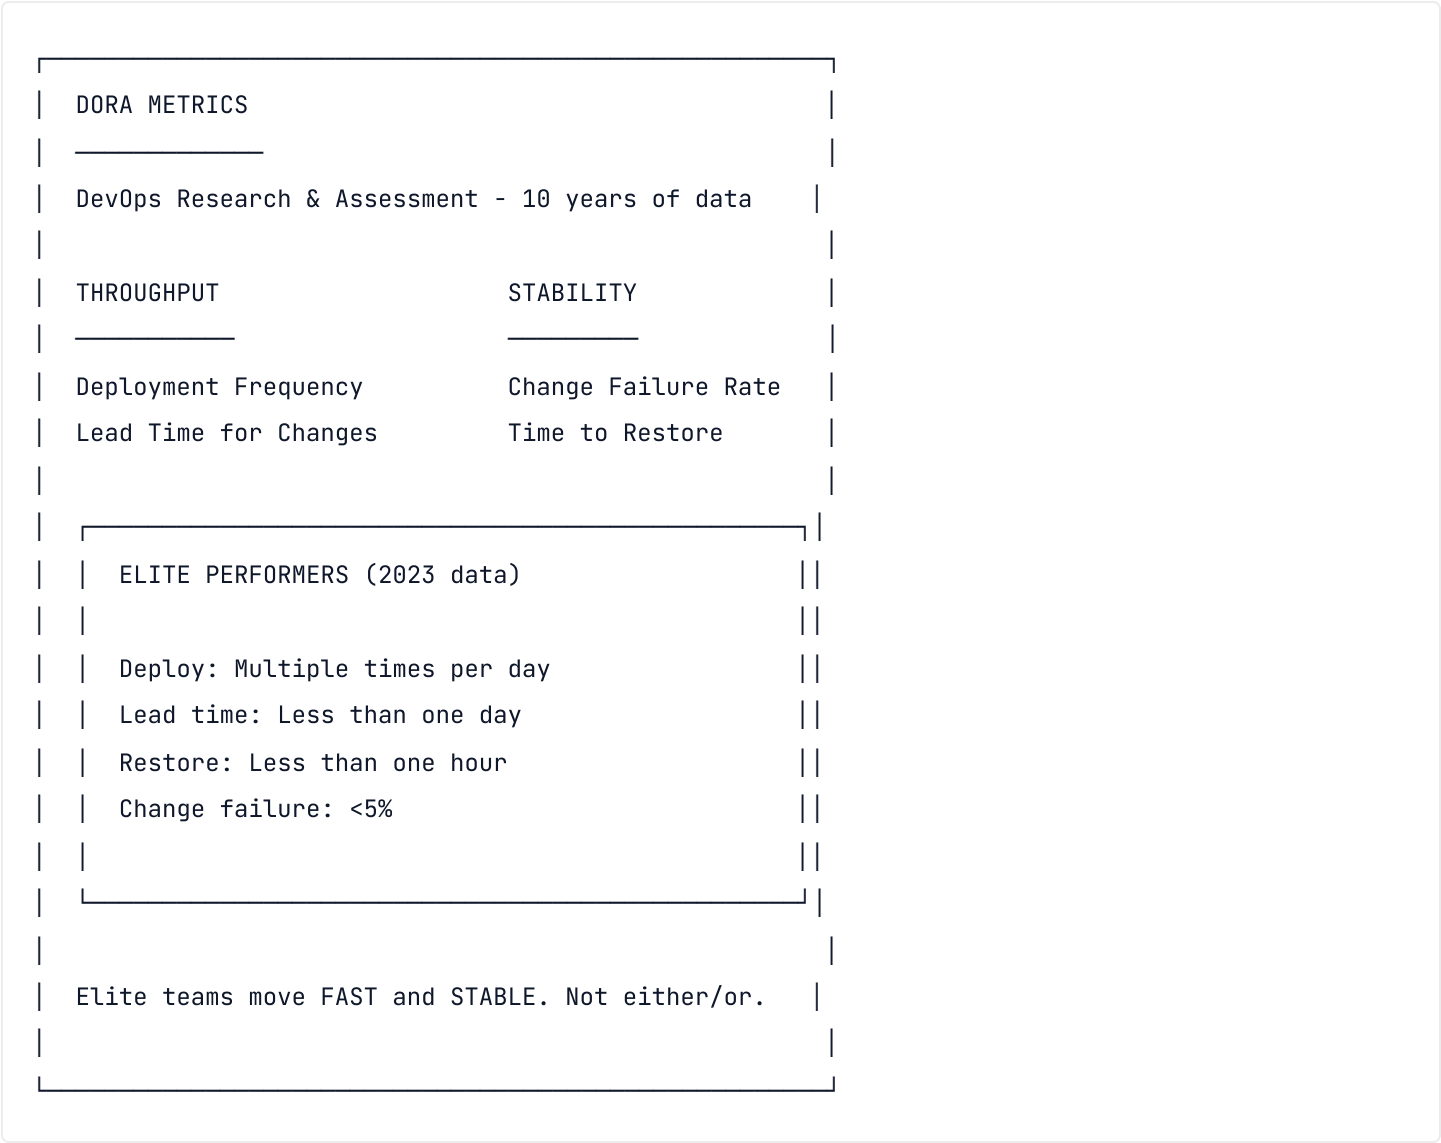 DORA METRICS
DevOps Research & Assessment - 10 years of data
THROUGHPUT STABILITY
Deployment Frequency Change Failure Rate
Lead Time for Changes Time to Restore
ELITE PERFORMERS (2023 data)
Deploy: Multiple times per day
Lead time: Less than one day
Restore: Less than one hour
Change failure: <5%
Elite teams move FAST and STABLE. Not either/or.